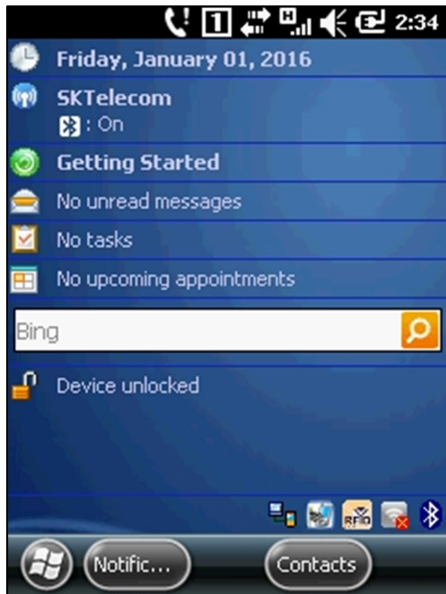 1 H 2:34
Friday, January 01, 2016
SKTelecom
: On
Getting Started
No unread messages
No tasks
No upcoming appointments
Bing
Device unlocked
RFID
Notific...
Contacts